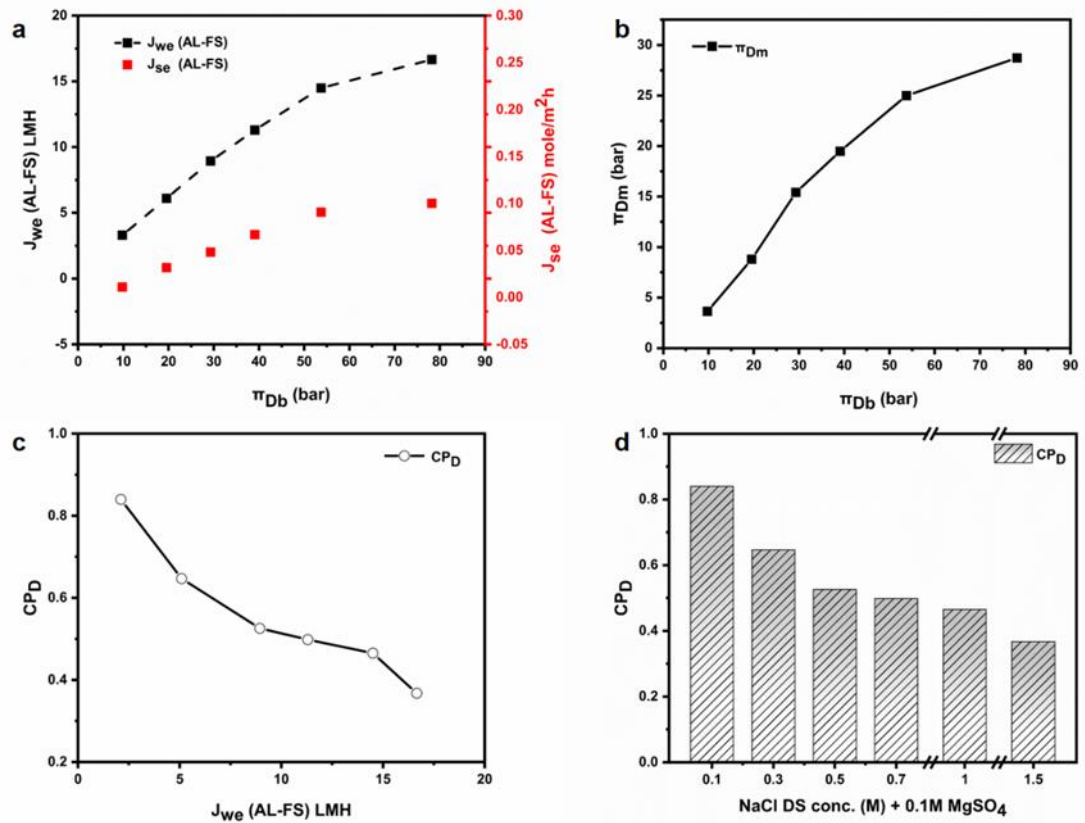 a
J_we (AL-FS)
J_se (AL-FS)
J_we (AL-FS) LMH
20
15
10
5
0
-5
0.30
0.25
0.20
0.15
0.10
0.05
0.00
-0.05
J_se (AL-FS) mole/m²h
0 10 20 30 40 50 60 70 80 90
π_Db (bar)
b
π_Dm
π_Dm (bar)
30
25
20
15
10
5
0
0 10 20 30 40 50 60 70 80 90
π_Db (bar)
c
CP_D
CP_D
1.0
0.8
0.6
0.4
0.2
0 5 10 15 20
J_we (AL-FS) LMH
d
CP_D
CP_D
1.0
0.8
0.6
0.4
0.2
0.0
0.1 0.3 0.5 0.7 1 1.5
NaCl DS conc. (M) + 0.1M MgSO₄